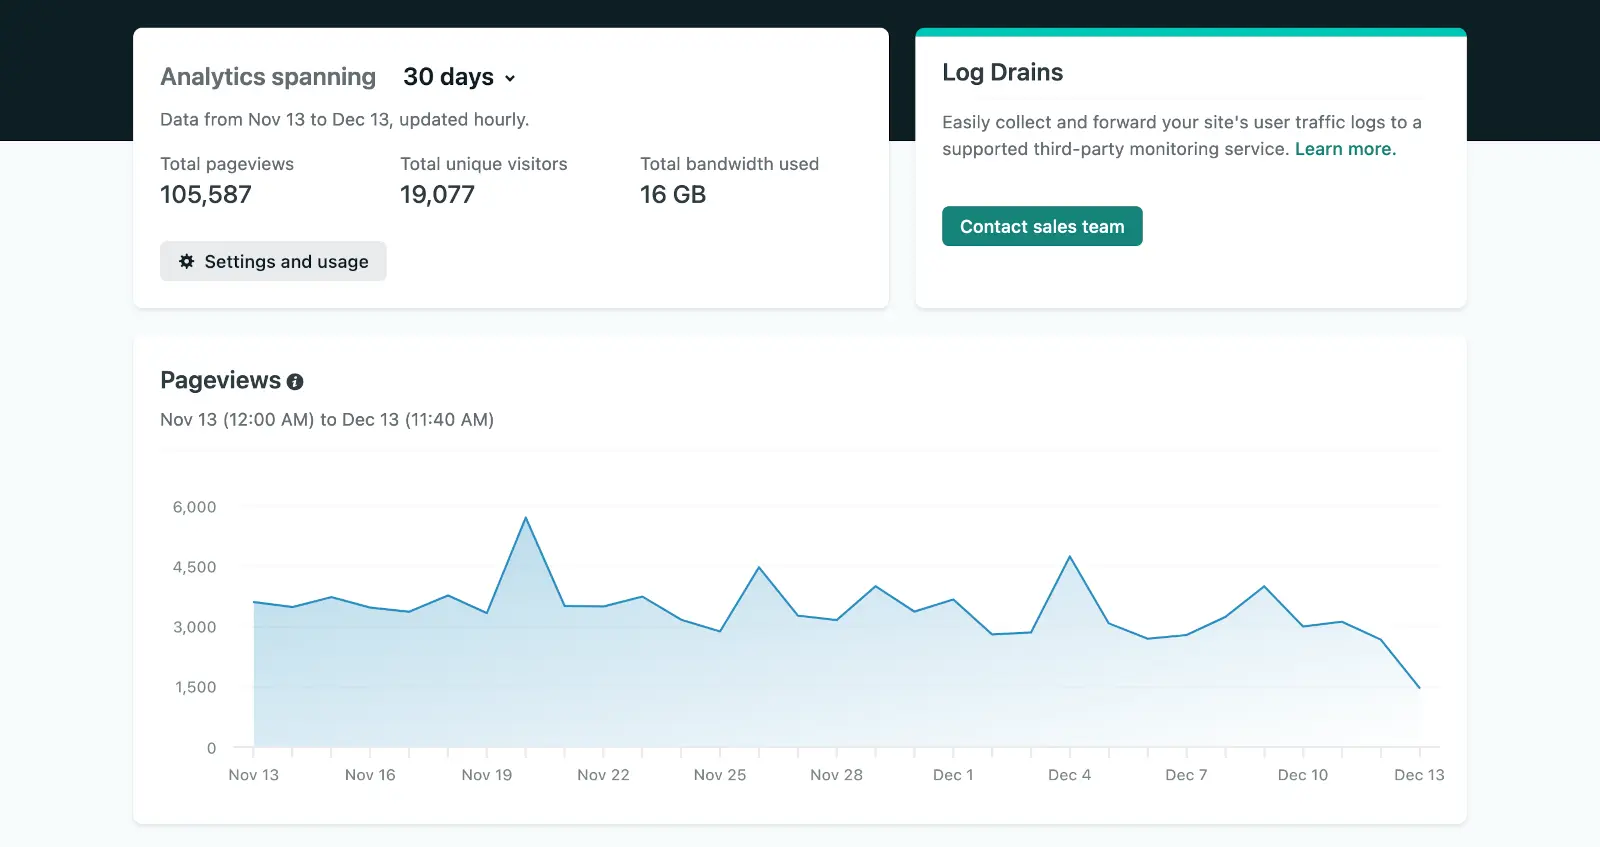 Analytics spanning 30 days
Data from Nov 13 to Dec 13, updated hourly.
Total pageviews
105,587
Total unique visitors
19,077
Total bandwidth used
16 GB
Settings and usage
Log Drains
Easily collect and forward your site's user traffic logs to a
supported third-party monitoring service. Learn more.
Contact sales team
Pageviews
Nov 13 (12:00 AM) to Dec 13 (11:40 AM)
6,000
4,500
3,000
1,500
0
Nov 13 Nov 16 Nov 19 Nov 22 Nov 25 Nov 28 Dec 1 Dec 4 Dec 7 Dec 10 Dec 13